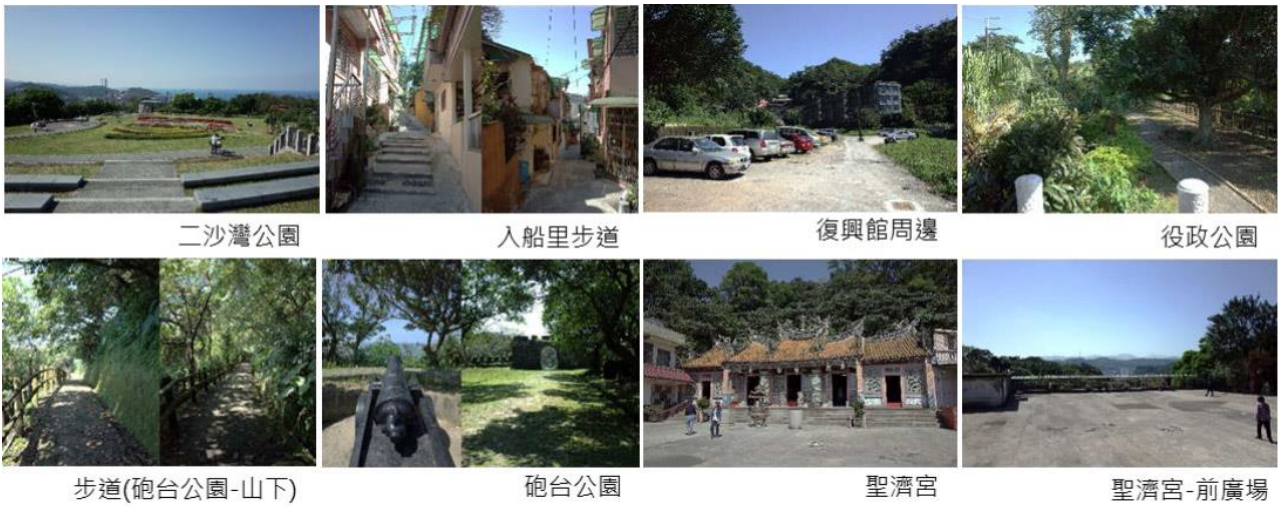 二沙灣公園
入船里步道
復興館周邊
役政公園
步道(砲台公園-山下)
砲台公園
聖濟宮
聖濟宮-前廣場